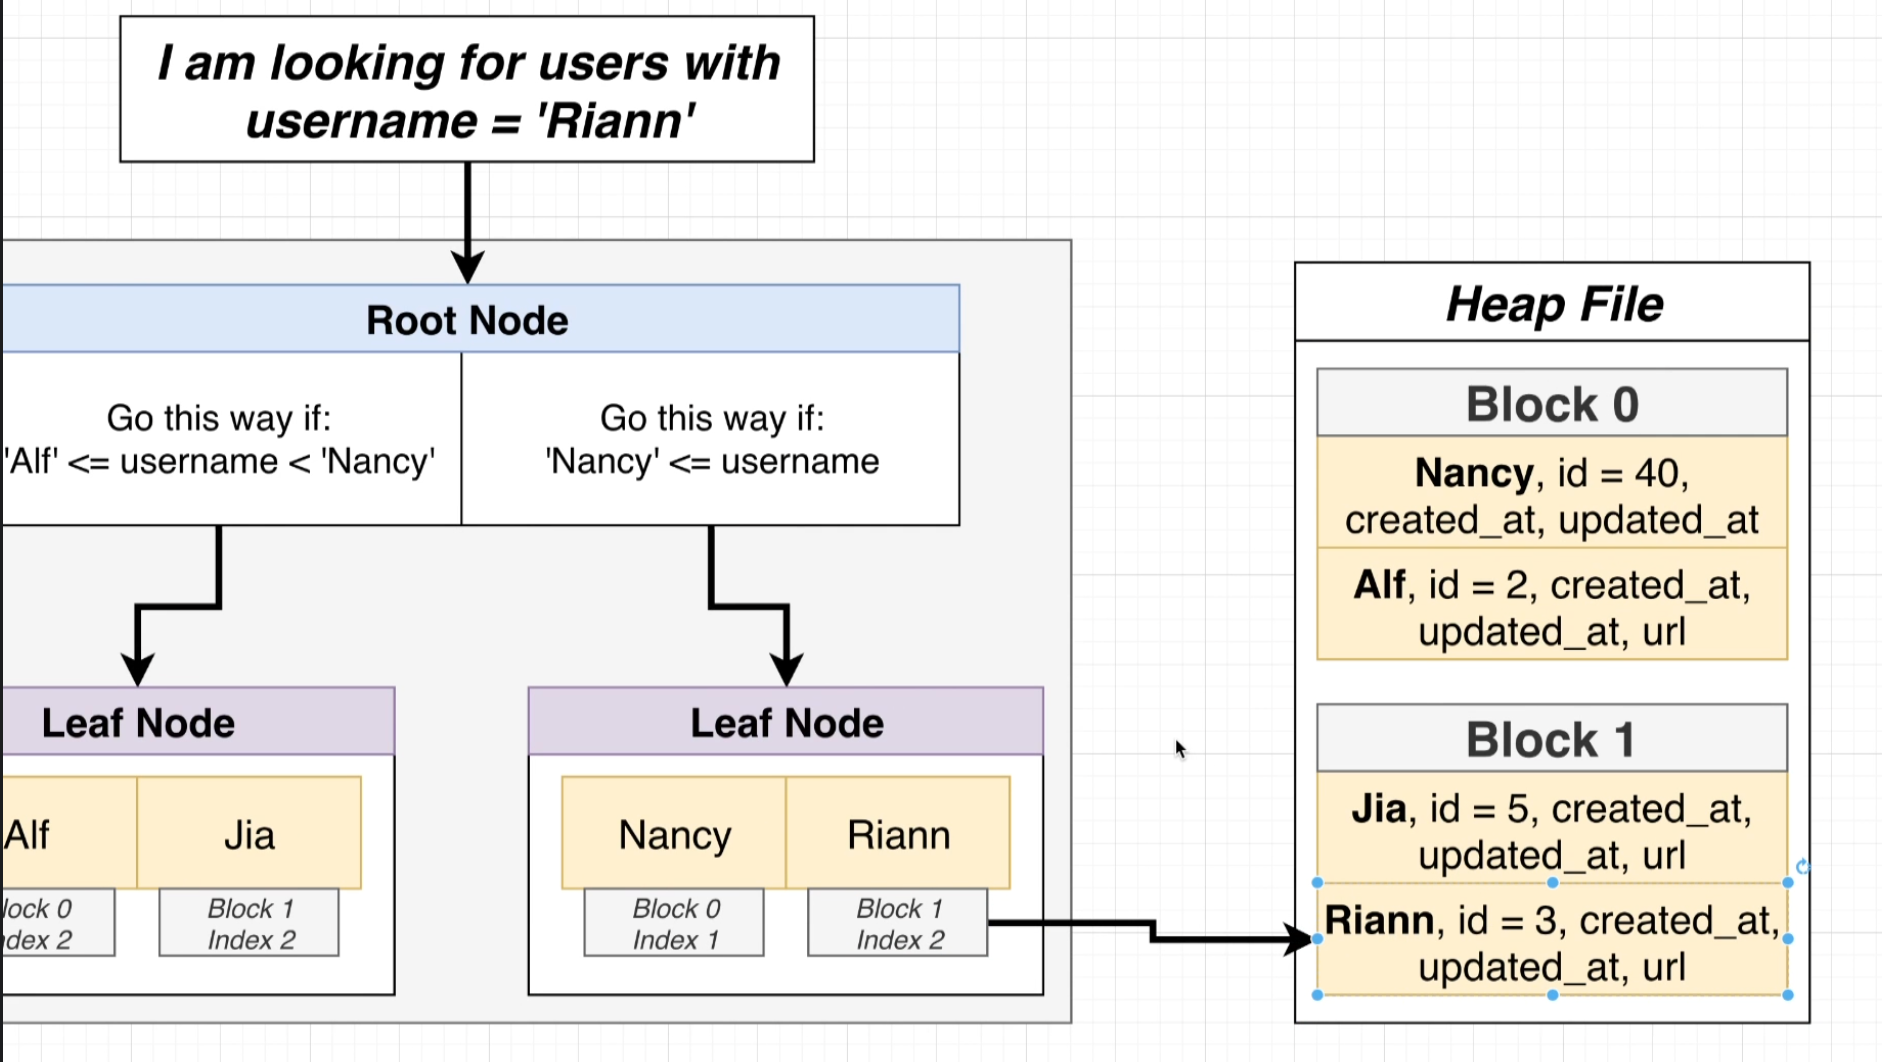 I am looking for users with
username = 'Riann'
Root Node
Go this way if:
'Alf' <= username < 'Nancy'
Go this way if:
'Nancy' <= username
Leaf Node
Alf
Jia
lock 0
ndex 2
Block 1
Index 2
Leaf Node
Nancy
Riann
Block 0
Index 1
Block 1
Index 2
Heap File
Block 0
Nancy, id = 40,
created_at, updated_at
Alf, id = 2, created_at,
updated_at, url
Block 1
Jia, id = 5, created_at,
updated_at, url
Riann, id = 3, created_at,
updated_at, url